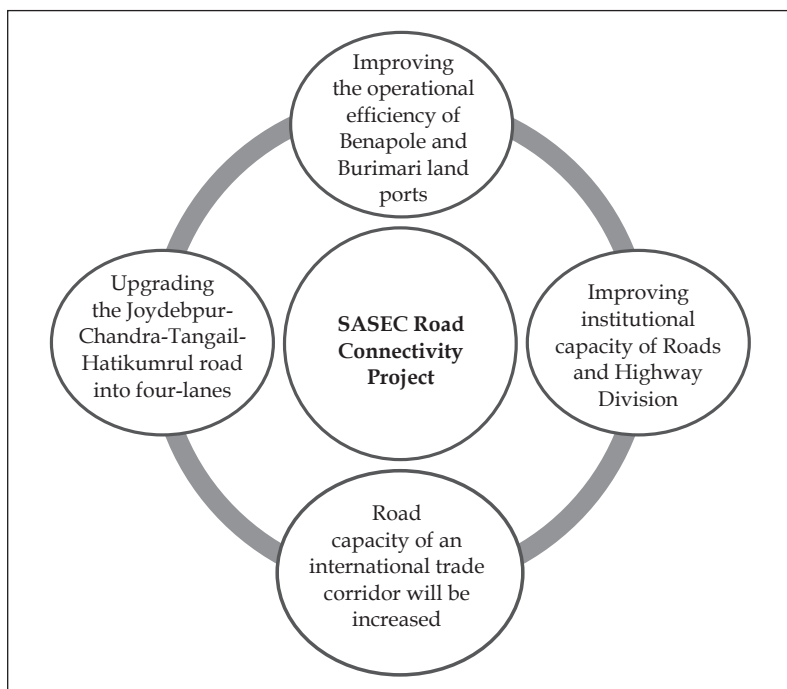 Improving
the operational
efficiency of
Benapole and
Burimari land
ports
Upgrading
the Joydebpur-
Chandra-Tangail-
Hatikumrul road
into four-lanes
SASEC Road
Connectivity
Project
Improving
institutional
capacity of Roads
and Highway
Division
Road
capacity of an
international trade
corridor will be
increased